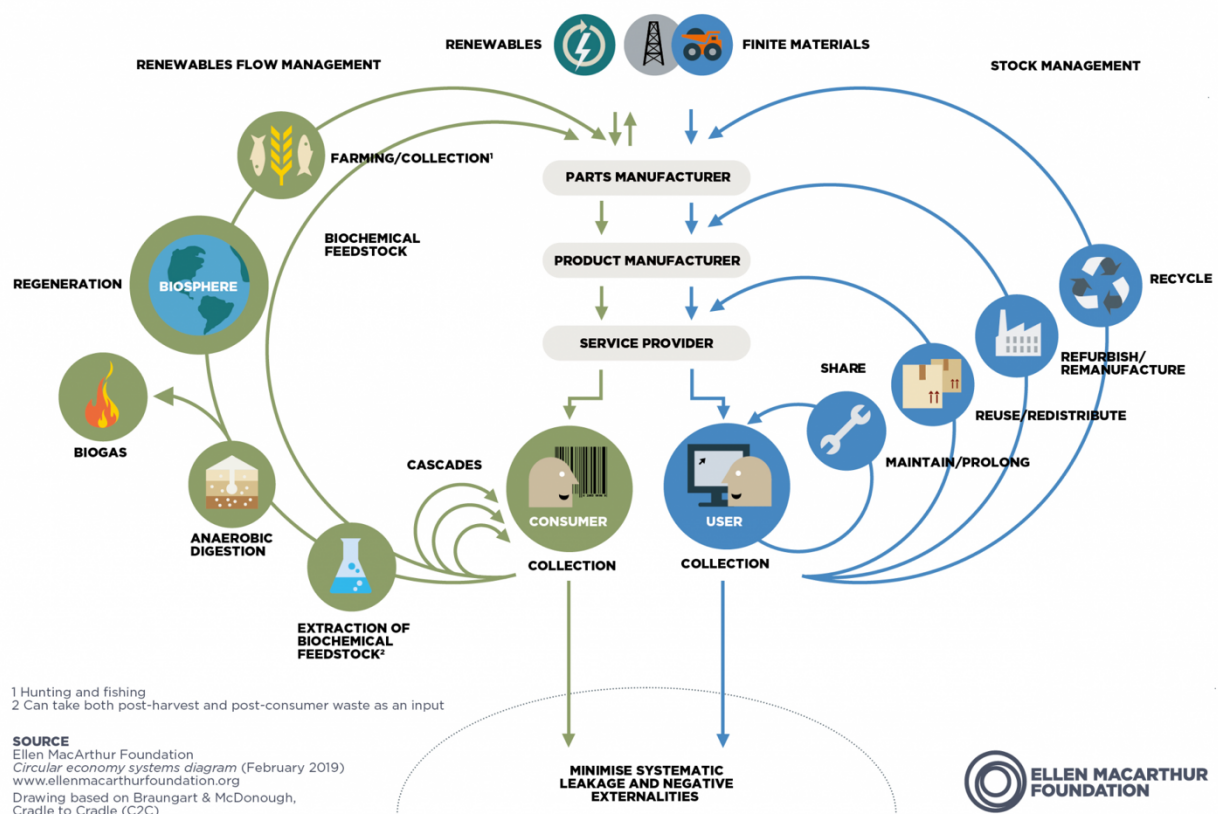 RENEWABLES
FINITE MATERIALS
RENEWABLES FLOW MANAGEMENT
STOCK MANAGEMENT
FARMING/COLLECTION¹
PARTS MANUFACTURER
BIOCHEMICAL
FEEDSTOCK
PRODUCT MANUFACTURER
REGENERATION
BIOSPHERE
RECYCLE
SERVICE PROVIDER
SHARE
REFURBISH/
REMANUFACTURE
REUSE/REDISTRIBUTE
BIOGAS
CASCADES
MAINTAIN/PROLONG
CONSUMER
USER
ANAEROBIC
DIGESTION
COLLECTION
COLLECTION
EXTRACTION OF
BIOCHEMICAL
FEEDSTOCK²
1 Hunting and fishing
2 Can take both post-harvest and post-consumer waste as an input
SOURCE
Ellen MacArthur Foundation
Circular economy systems diagram (February 2019)
www.ellenmacarthurfoundation.org
Drawing based on Braungart & McDonough,
Cradle to Cradle (C2C)
MINIMISE SYSTEMATIC
LEAKAGE AND NEGATIVE
EXTERNALITIES
ELLEN MACARTHUR
FOUNDATION